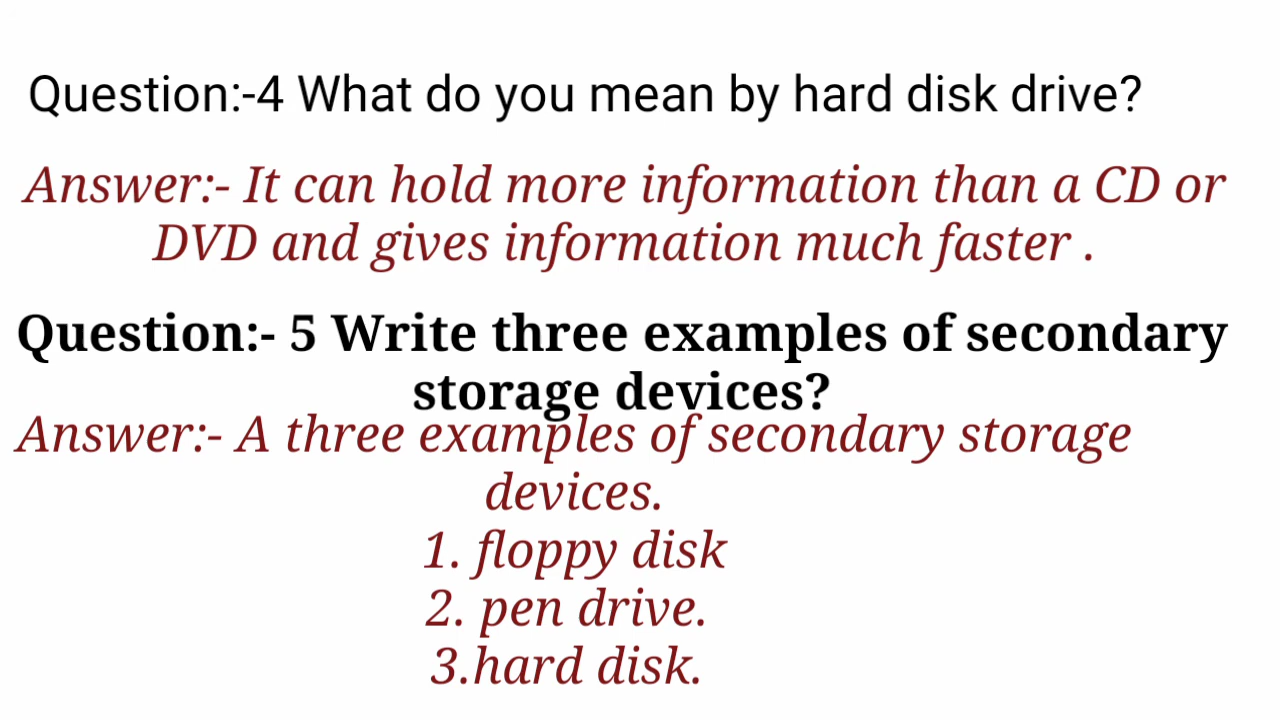 Question:-4 What do you mean by hard disk drive?
Answer:- It can hold more information than a CD or
DVD and gives information much faster .
Question:- 5 Write three examples of secondary
storage devices?
Answer:- A three examples of secondary storage
devices.
1. floppy disk
2. pen drive.
3.hard disk.